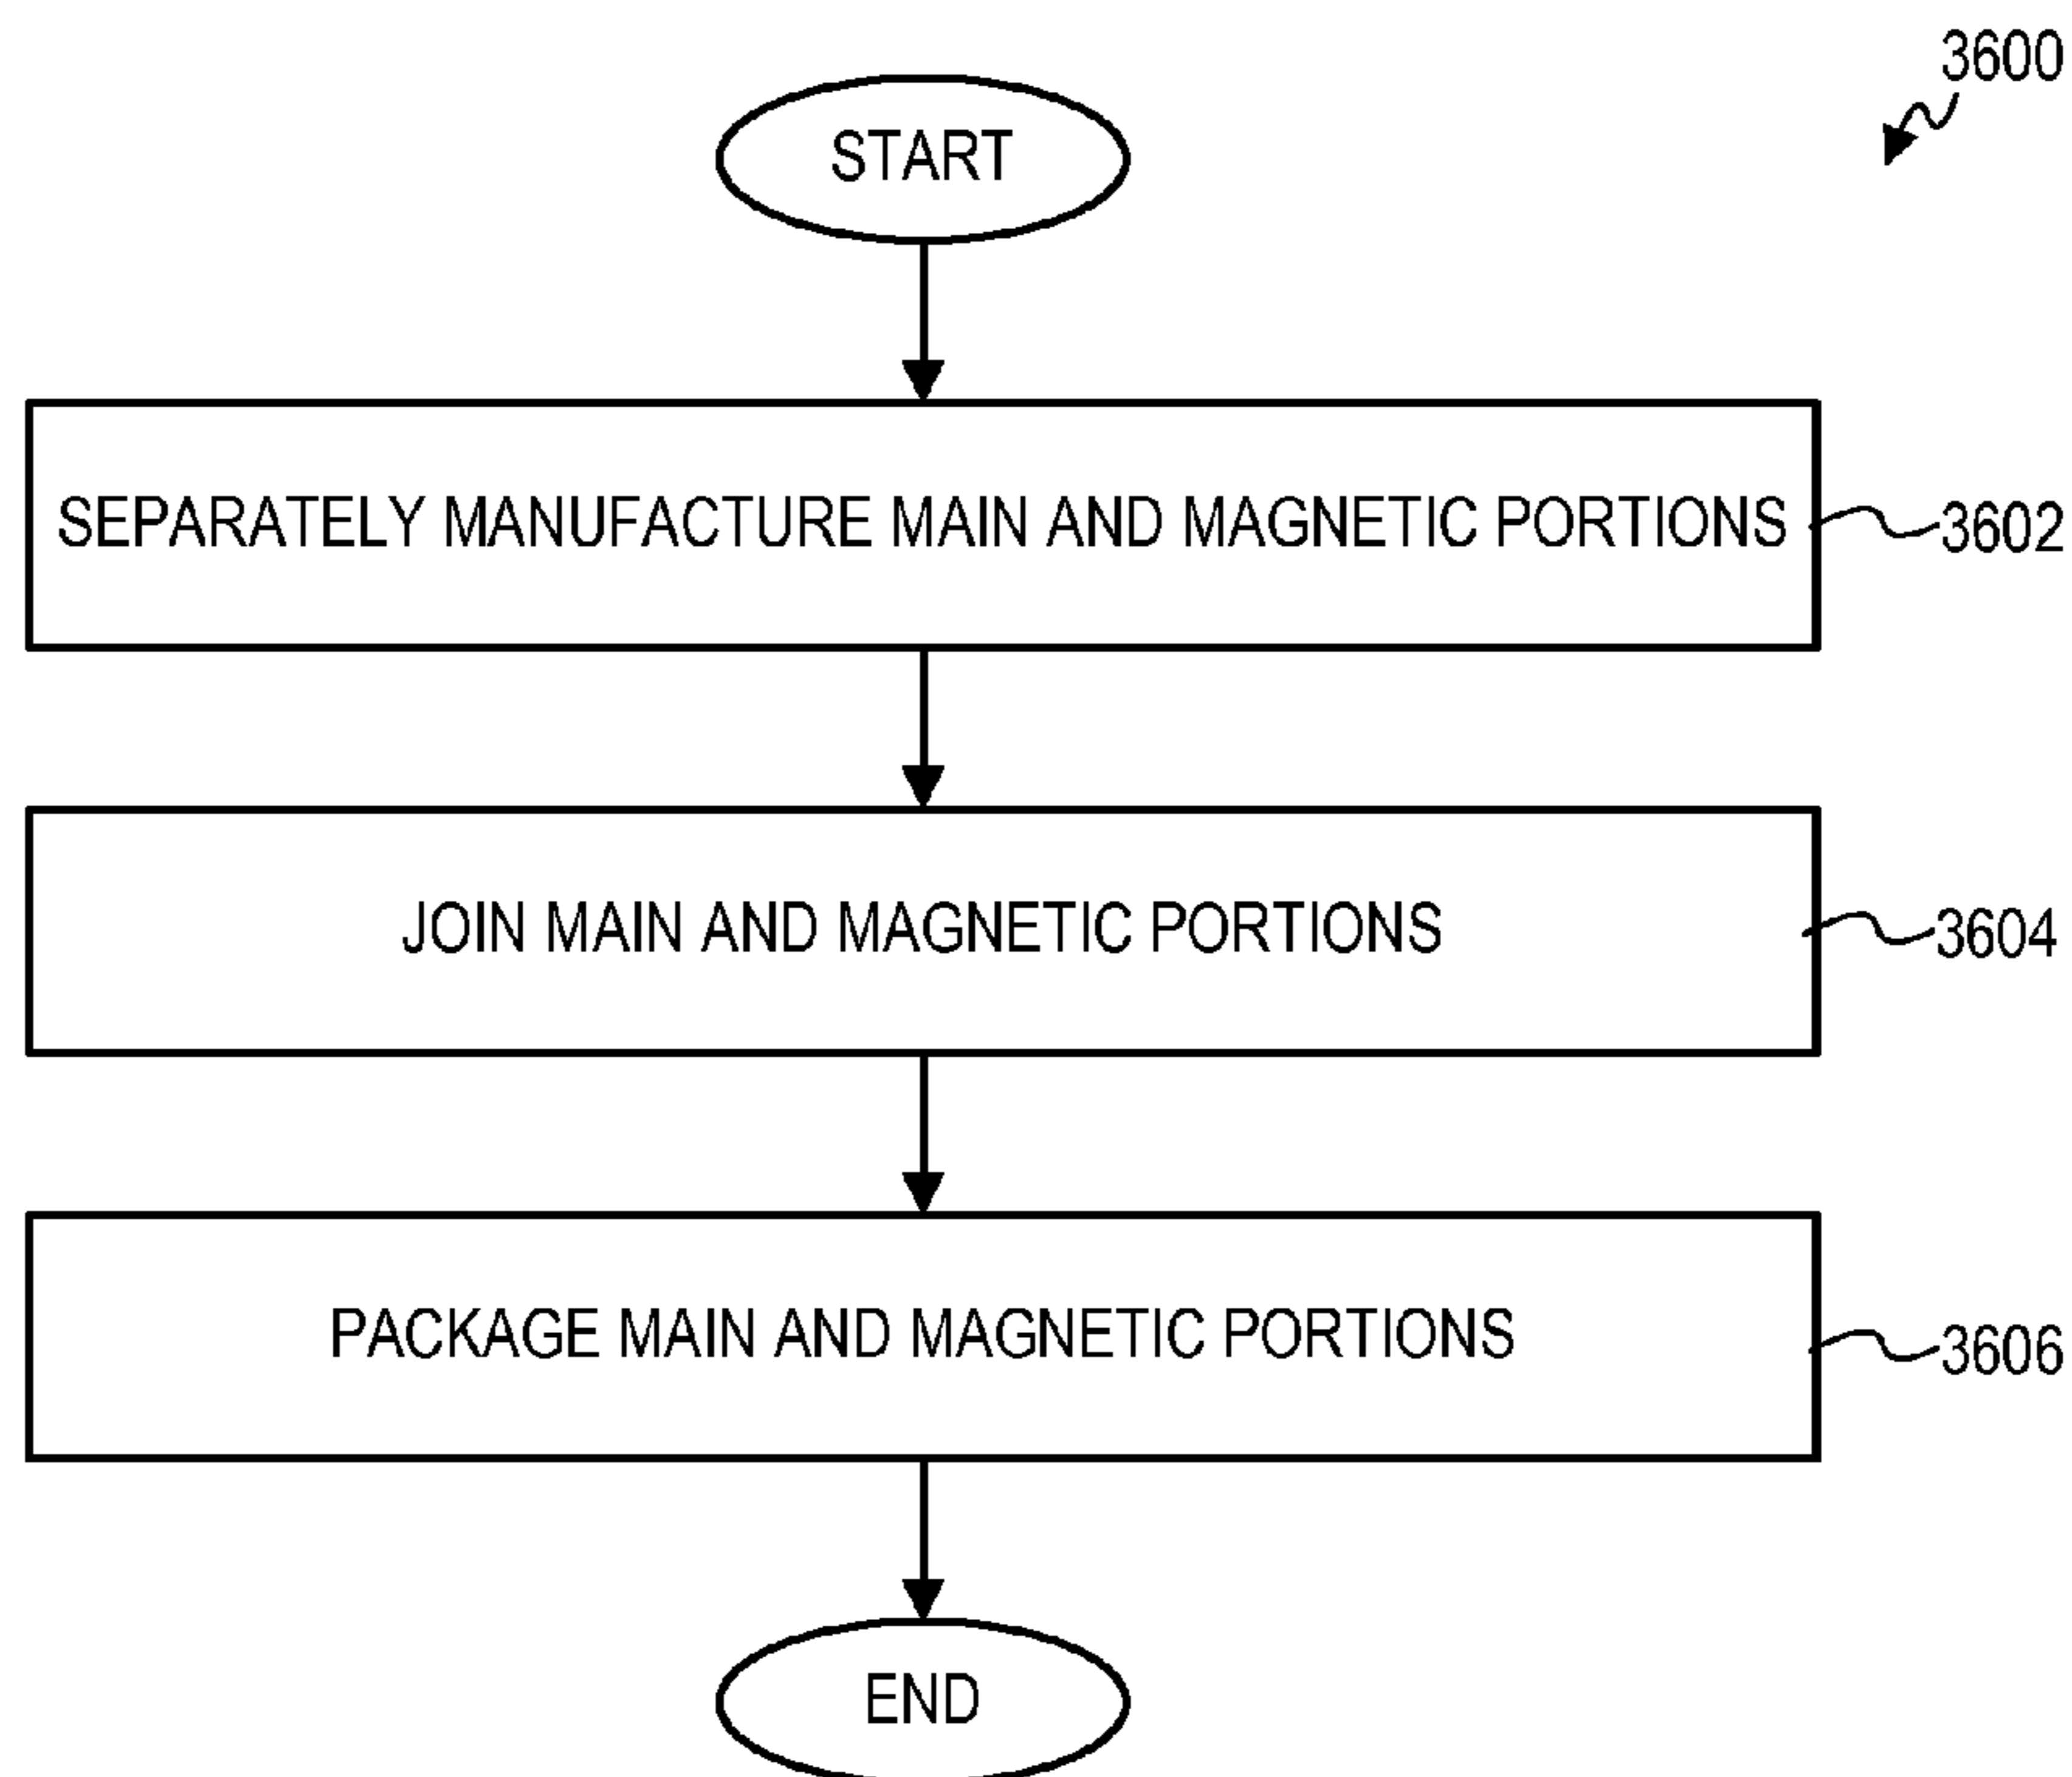 3600
START
SEPARATELY MANUFACTURE MAIN AND MAGNETIC PORTIONS
3602
JOIN MAIN AND MAGNETIC PORTIONS
3604
PACKAGE MAIN AND MAGNETIC PORTIONS
3606
END